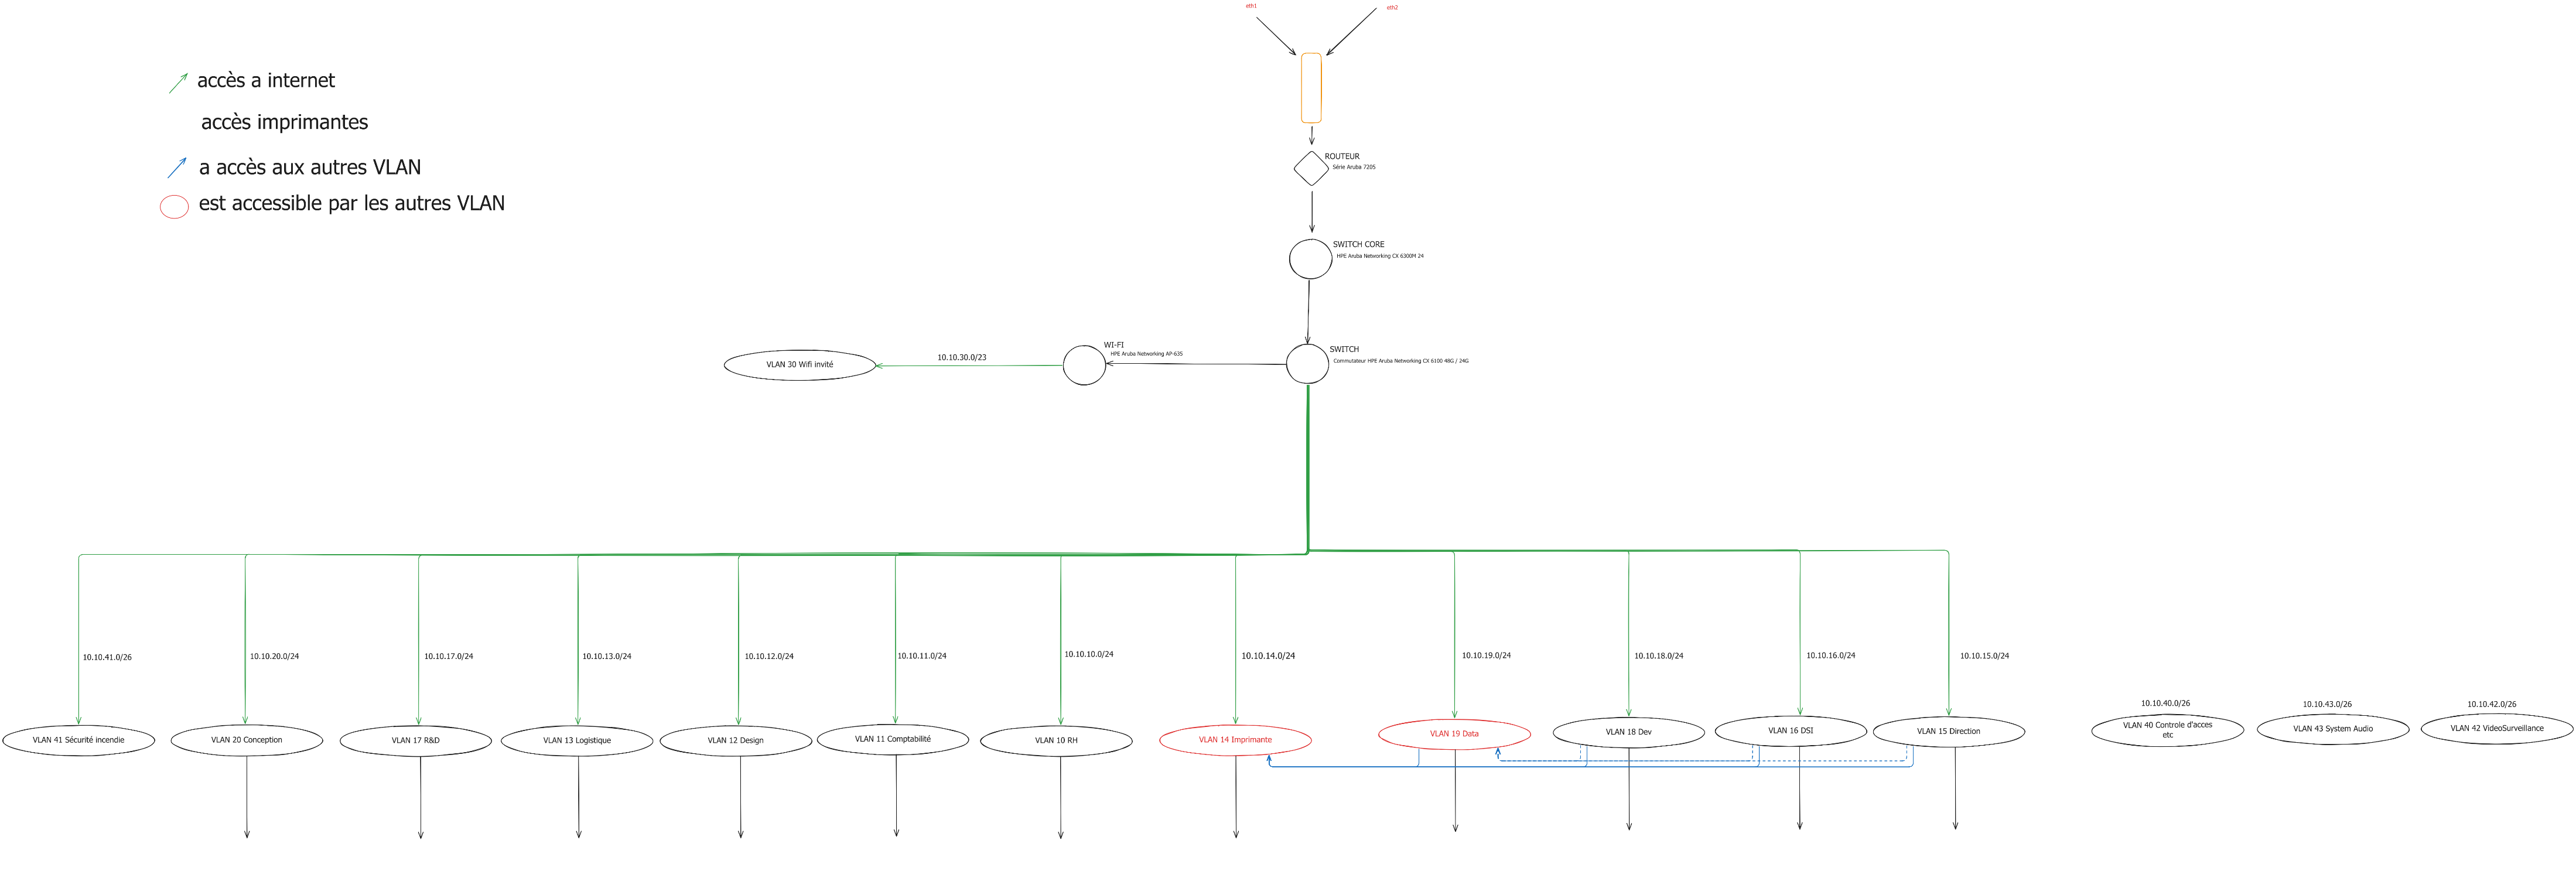 eth1
eth2
accès a internet
accès imprimantes
a accès aux autres VLAN
est accessible par les autres VLAN
ROUTEUR
Série Aruba 7205
SWITCH CORE
HPE Aruba Networking CX 6300M 24
WI-FI
HPE Aruba Networking AP-635
SWITCH
Commutateur HPE Aruba Networking CX 6100 48G / 24G
10.10.30.0/23
VLAN 30 Wifi invité
10.10.41.0/26
10.10.20.0/24
10.10.17.0/24
10.10.13.0/24
10.10.12.0/24
10.10.11.0/24
10.10.10.0/24
10.10.14.0/24
10.10.19.0/24
10.10.18.0/24
10.10.16.0/24
10.10.15.0/24
10.10.40.0/26
10.10.43.0/26
10.10.42.0/26
VLAN 41 Sécurité incendie
VLAN 20 Conception
VLAN 17 R&D
VLAN 13 Logistique
VLAN 12 Design
VLAN 11 Comptabilité
VLAN 10 RH
VLAN 14 Imprimante
VLAN 19 Data
VLAN 18 Dev
VLAN 16 DSI
VLAN 15 Direction
VLAN 40 Controle d'acces
etc
VLAN 43 System Audio
VLAN 42 VideoSurveillance